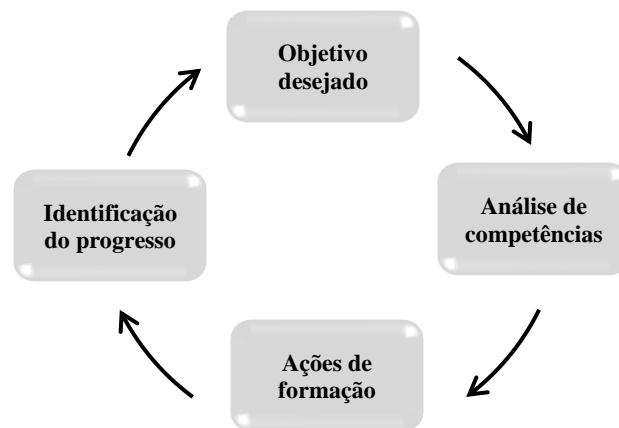 Objetivo
desejado
Análise de
competências
Ações de
formação
Identificação
do progresso